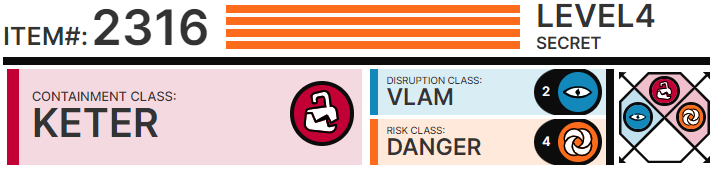 ITEM#: 2316
LEVEL4
SECRET
CONTAINMENT CLASS:
KETER
DISRUPTION CLASS:
VLAM
2
RISK CLASS:
DANGER
4